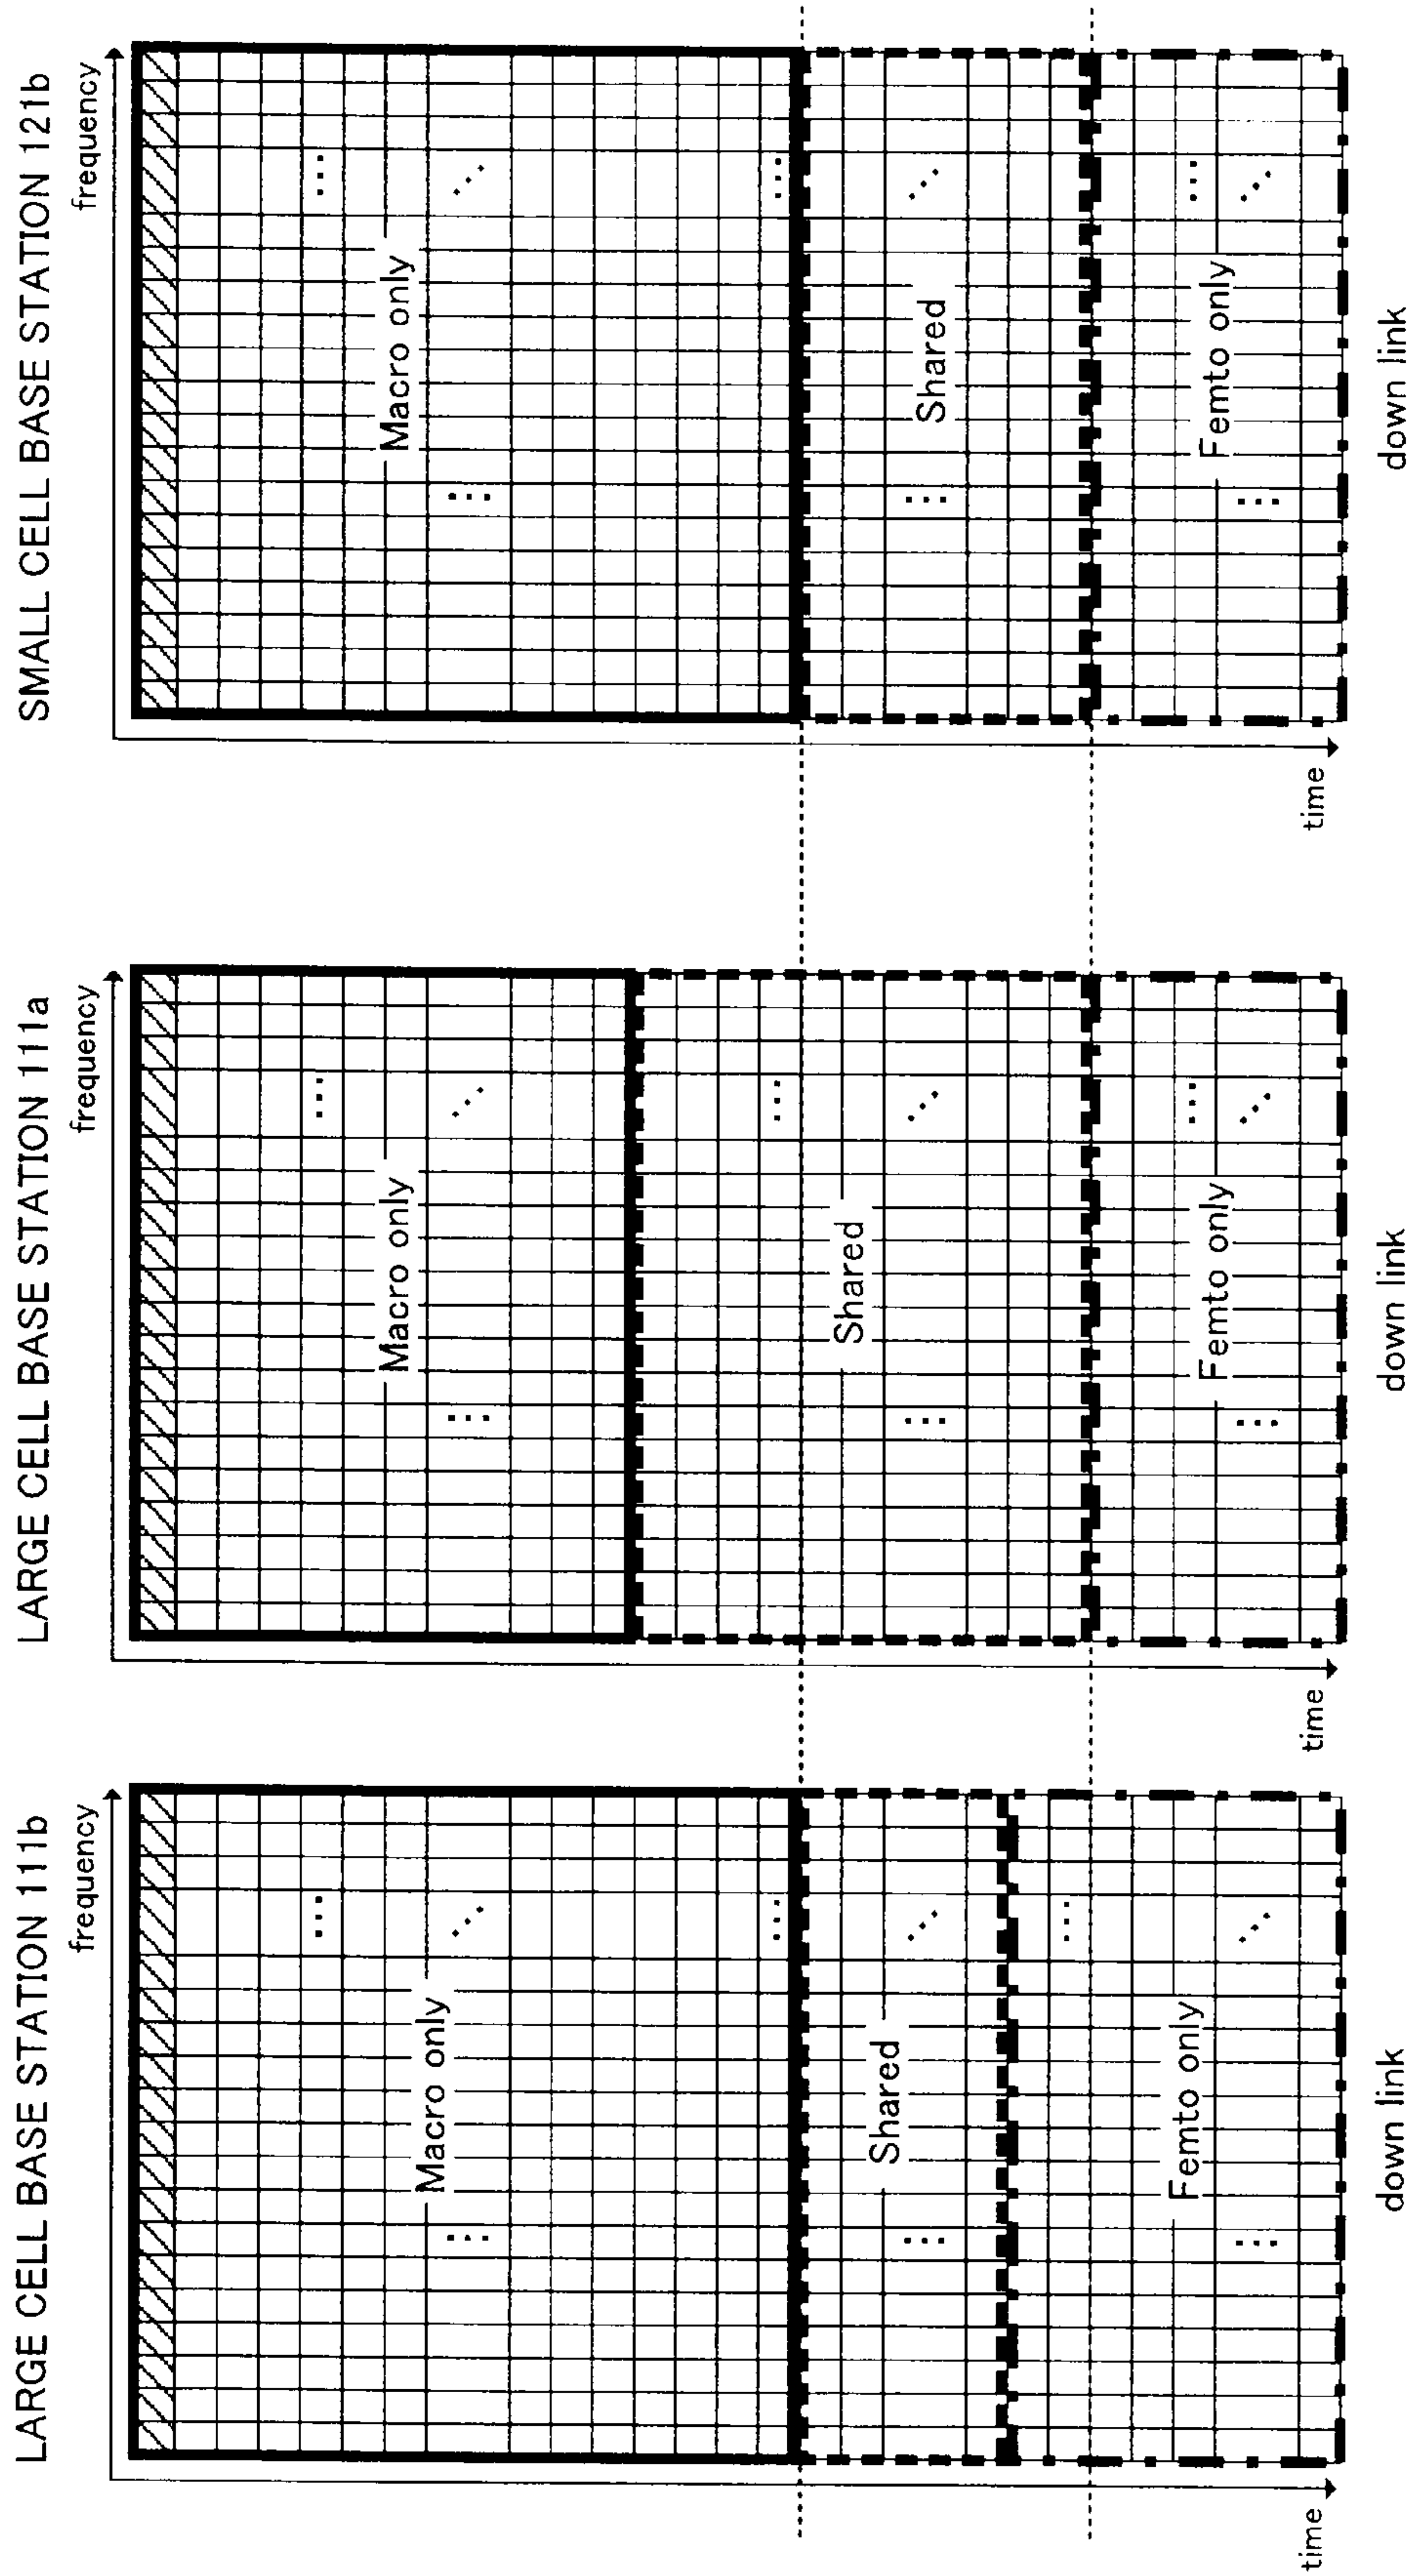 LARGE CELL BASE STATION 111b
frequency
Macro only
Shared
Femto only
time
down link
LARGE CELL BASE STATION 111a
frequency
Macro only
Shared
Femto only
time
down link
SMALL CELL BASE STATION 121b
frequency
Macro only
Shared
Femto only
time
down link